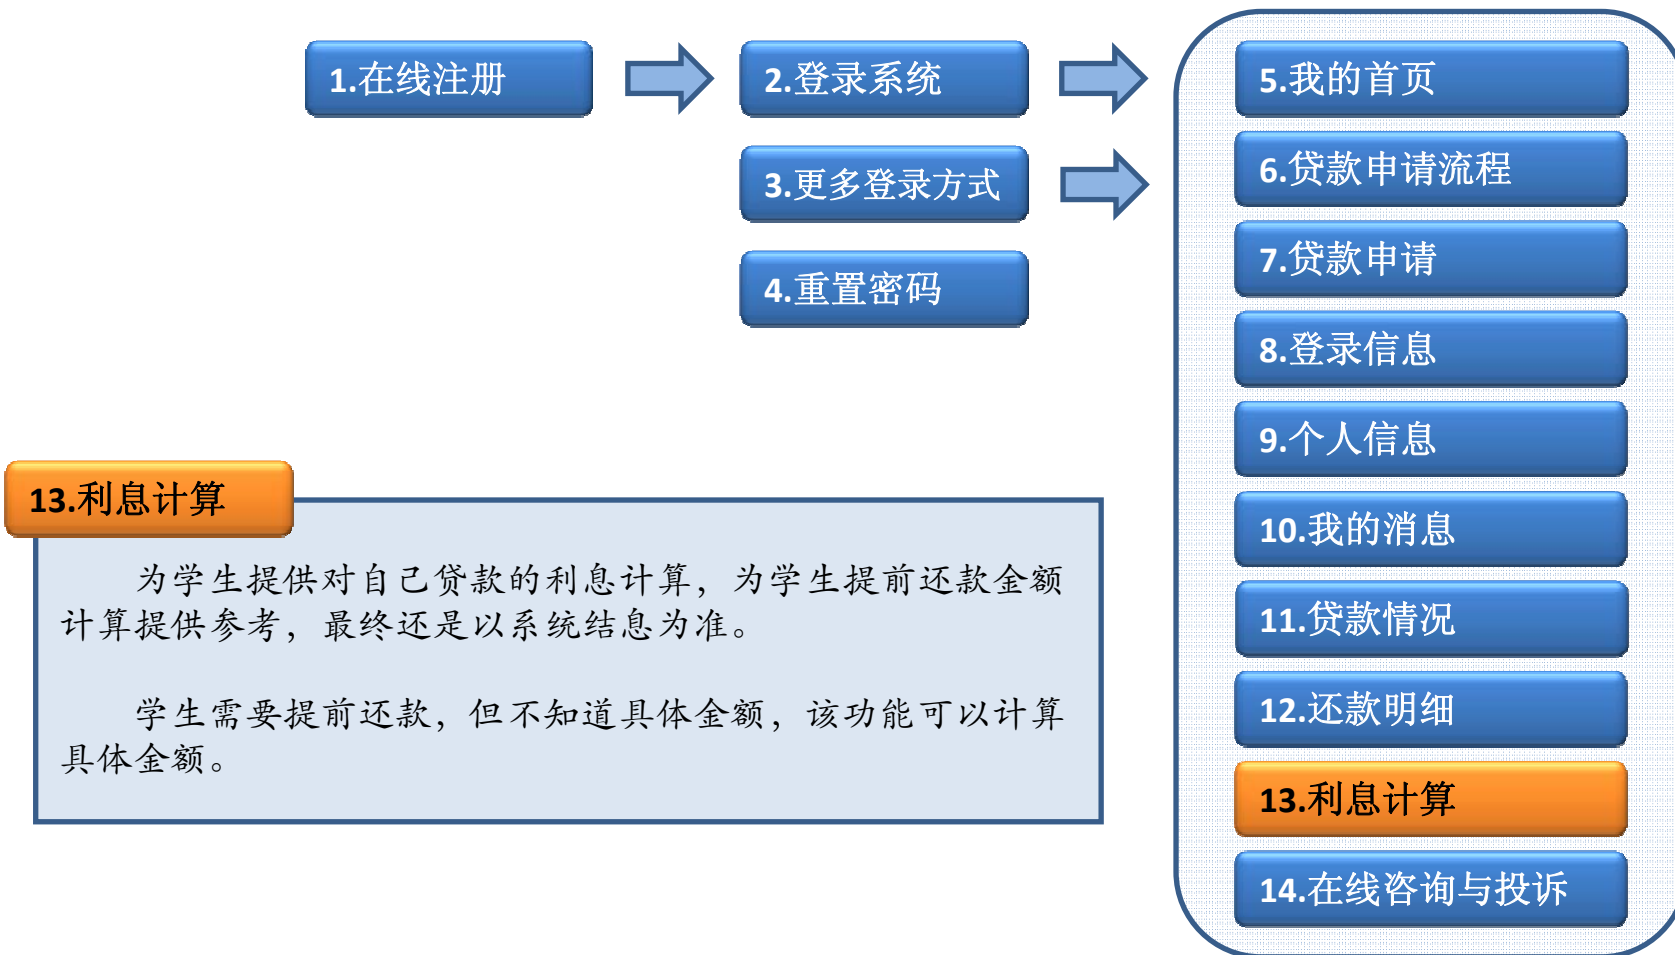 1.在线注册
2.登录系统
3.更多登录方式
4.重置密码
5.我的首页
6.贷款申请流程
7.贷款申请
8.登录信息
9.个人信息
10.我的消息
11.贷款情况
12.还款明细
13.利息计算
14.在线咨询与投诉
13.利息计算
为学生提供对自己贷款的利息计算，为学生提前还款金额
计算提供参考，最终还是以系统结息为准。
学生需要提前还款，但不知道具体金额，该功能可以计算
具体金额。